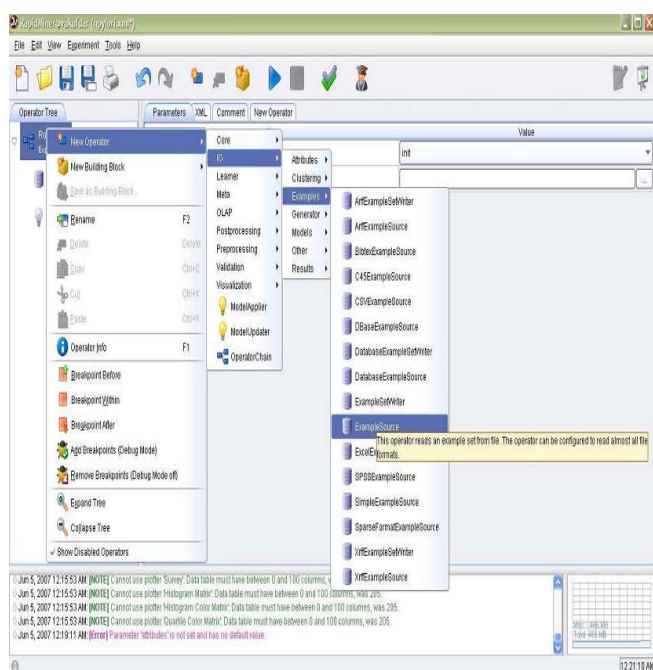 File Edit View Experiment Tools Help
Operator Tree
Parameters XML Comment New Operator
Value
init
...
New Operator
New Building Block
Save as Building Block...
Rename F2
Delete Delete
Copy Ctrl+C
Cut Ctrl+X
Paste Ctrl+V
Operator Info F1
Breakpoint Before
Breakpoint Within
Breakpoint After
Add Breakpoints (Debug Mode)
Remove Breakpoints (Debug Mode off)
Expand Tree
Collapse Tree
Show Disabled Operators
Core
IO
Learner
Meta
OLAP
Postprocessing
Preprocessing
Validation
Visualization
ModelApplier
ModelUpdater
OperatorChain
Attributes
Clustering
Examples
Generator
Models
Other
Results
ArffExampleSetWriter
ArffExampleSource
BibtexExampleSource
C45ExampleSource
CSVExampleSource
DBaseExampleSource
DatabaseExampleSetWriter
DatabaseExampleSource
ExampleSetWriter
ExampleSource
This operator reads an example set from file. The operator can be configured to read almost all file
formats.
SPSSExampleSource
SimpleExampleSource
SparseFormatExampleSource
XrffExampleSetWriter
XrffExampleSource
Jun 5, 2007 12:15:53 AM: [NOTE] Cannot use plotter 'Survey': Data table must have between 0 and 100 columns,
Jun 5, 2007 12:15:53 AM: [NOTE] Cannot use plotter 'Histogram Matrix': Data table must have between 0 and 100 columns, was 205.
Jun 5, 2007 12:15:53 AM: [NOTE] Cannot use plotter 'Histogram Color Matrix': Data table must have between 0 and 100 columns, was 205.
Jun 5, 2007 12:15:53 AM: [NOTE] Cannot use plotter 'Quartile Color Matrix': Data table must have between 0 and 100 columns, was 205.
Jun 5, 2007 12:19:11 AM: [Error] Parameter 'attributes' is not set and has no default value.
12:21:10 AM